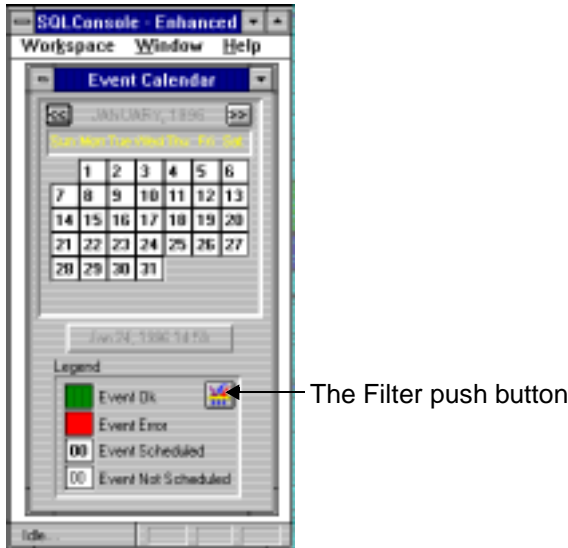 SQLConsole - Enhanced
Workspace Window Help
Event Calendar
<< JANUARY, 1996 >>
Sun Mon Tue Wed Thu Fri Sat
1 2 3 4 5 6
7 8 9 10 11 12 13
14 15 16 17 18 19 20
21 22 23 24 25 26 27
28 29 30 31
Jan 24, 1996 14:58
Legend
Event Ok
The Filter push button
Event Error
00 Event Scheduled
00 Event Not Scheduled
Idle...